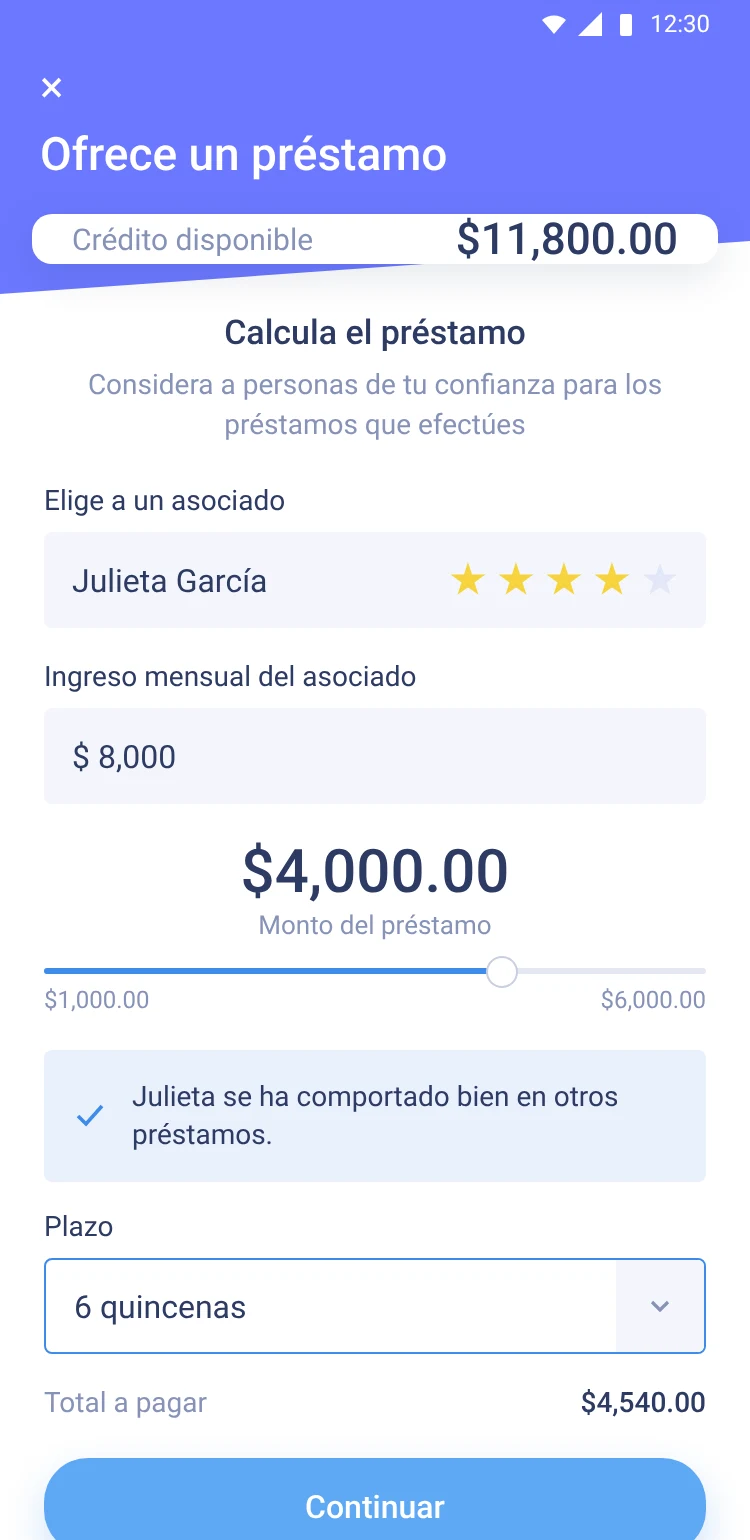 12:30
Ofrece un préstamo
Crédito disponible $11,800.00
Calcula el préstamo
Considera a personas de tu confianza para los
préstamos que efectúes
Elige a un asociado
Julieta García
Ingreso mensual del asociado
$ 8,000
$4,000.00
Monto del préstamo
$1,000.00 $6,000.00
Julieta se ha comportado bien en otros
préstamos.
Plazo
6 quincenas
Total a pagar $4,540.00
Continuar